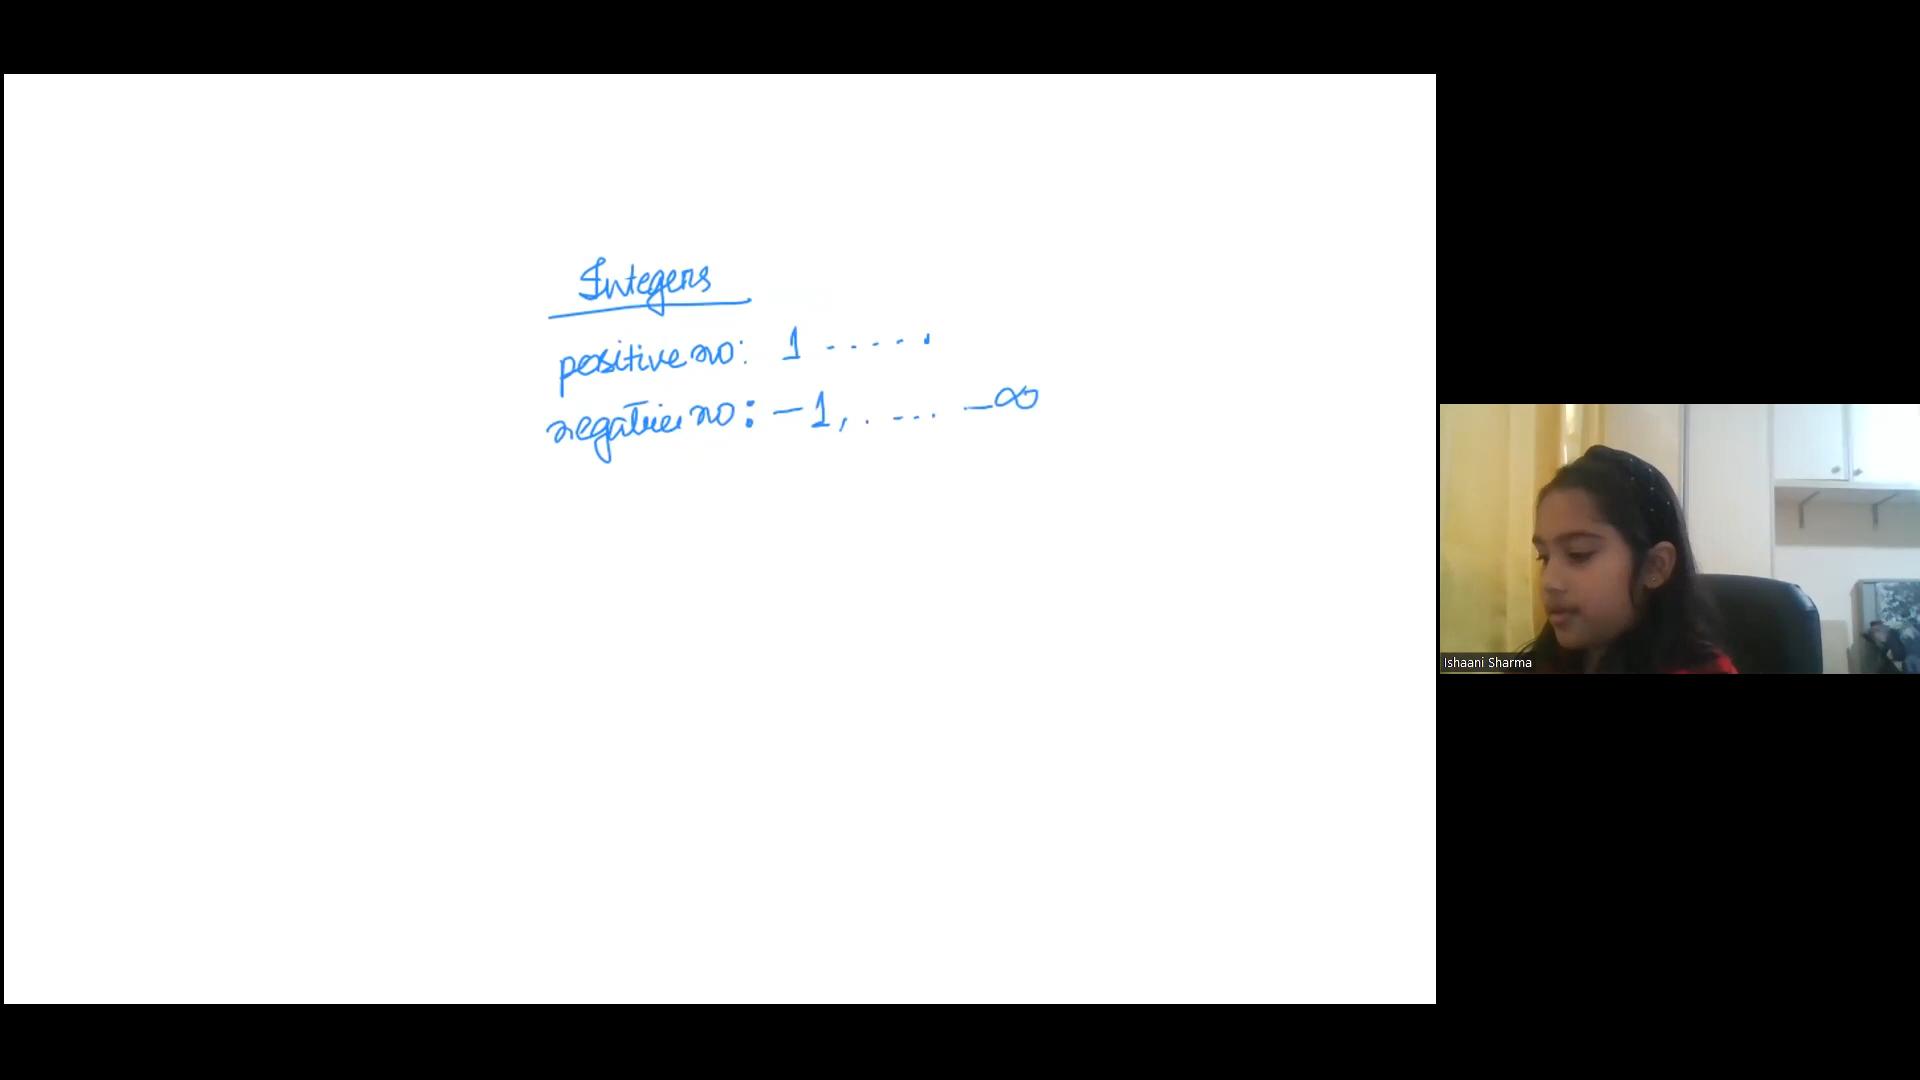 Integers
positive no: 1 .....
negative no: -1, .... -∞
Ishaani Sharma